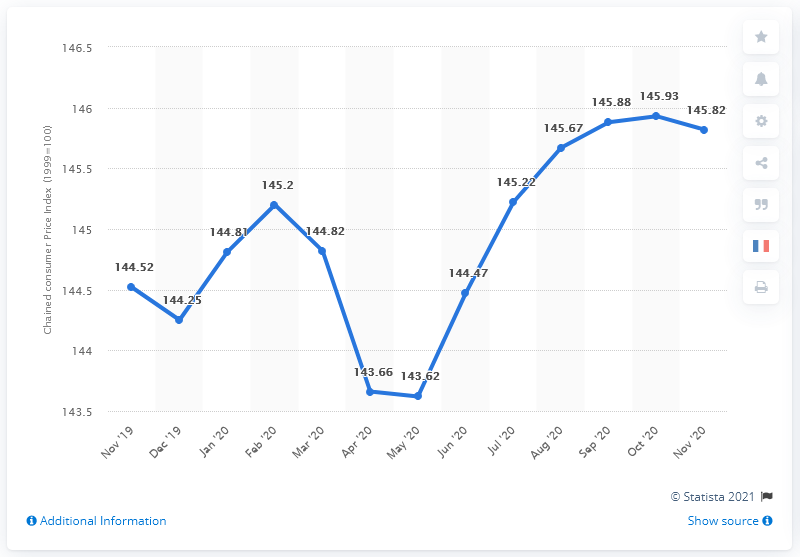 146.5
146
145.5
145
144.5
144
143.5
Chained consumer Price Index (1999=100)
144.52
144.25
144.81
145.2
144.82
143.66
143.62
144.47
145.22
145.67
145.88
145.93
145.82
Nov '19
Dec '19
Jan '20
Feb '20
Mar '20
Apr '20
May '20
Jun '20
Jul '20
Aug '20
Sep '20
Oct '20
Nov '20
© Statista 2021
Additional Information
Show source